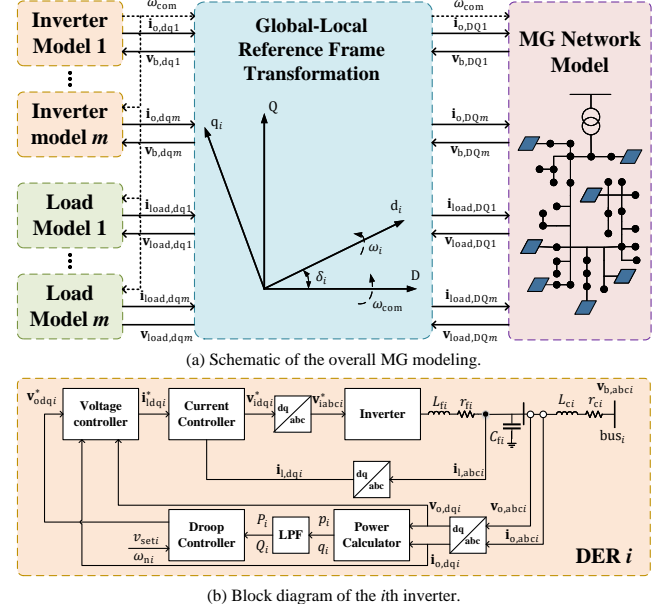 ω_com
ω_com
Inverter
Model 1
i_o,dq1
v_b,dq1
Global-Local
Reference Frame
Transformation
i_o,DQ1
v_b,DQ1
MG Network
Model
Inverter
model m
i_o,dqm
v_b,dqm
Q
q_i
d_i
ω_i
δ_i
D
ω_com
i_o,DQm
v_b,DQm
Load
Model 1
i_load,dq1
v_load,dq1
i_load,DQ1
v_load,DQ1
Load
Model m
i_load,dqm
v_load,dqm
i_load,DQm
v_load,DQm
(a) Schematic of the overall MG modeling.
v*_odqi
Voltage
controller
i*_ldqi
Current
Controller
v*_idqi
dq
abc
v*_iabci
Inverter
L_fi
r_fi
C_fi
L_ci
r_ci
v_b,abci
bus_i
i_l,dqi
dq
abc
i_l,abci
v_o,dqi
v_o,abci
v_seti
ω_ni
Droop
Controller
P_i
Q_i
LPF
p_i
q_i
Power
Calculator
dq
abc
i_o,abci
i_o,dqi
DER i
(b) Block diagram of the ith inverter.